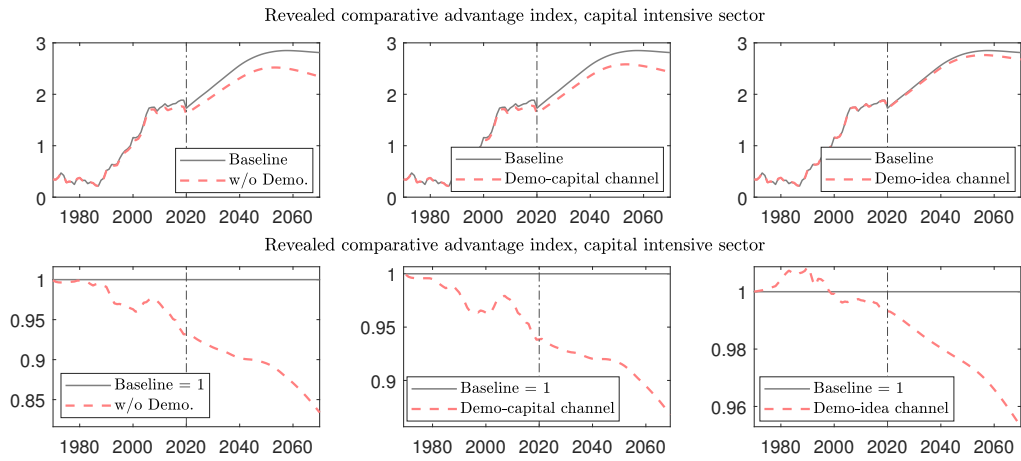 Revealed comparative advantage index, capital intensive sector
3
2
1
0
Baseline
w/o Demo.
1980 2000 2020 2040 2060
3
2
1
0
Baseline
Demo-capital channel
1980 2000 2020 2040 2060
3
2
1
0
Baseline
Demo-idea channel
1980 2000 2020 2040 2060
Revealed comparative advantage index, capital intensive sector
1
0.95
0.9
0.85
Baseline = 1
w/o Demo.
1980 2000 2020 2040 2060
1
0.95
0.9
Baseline = 1
Demo-capital channel
1980 2000 2020 2040 2060
1
0.98
0.96
Baseline = 1
Demo-idea channel
1980 2000 2020 2040 2060